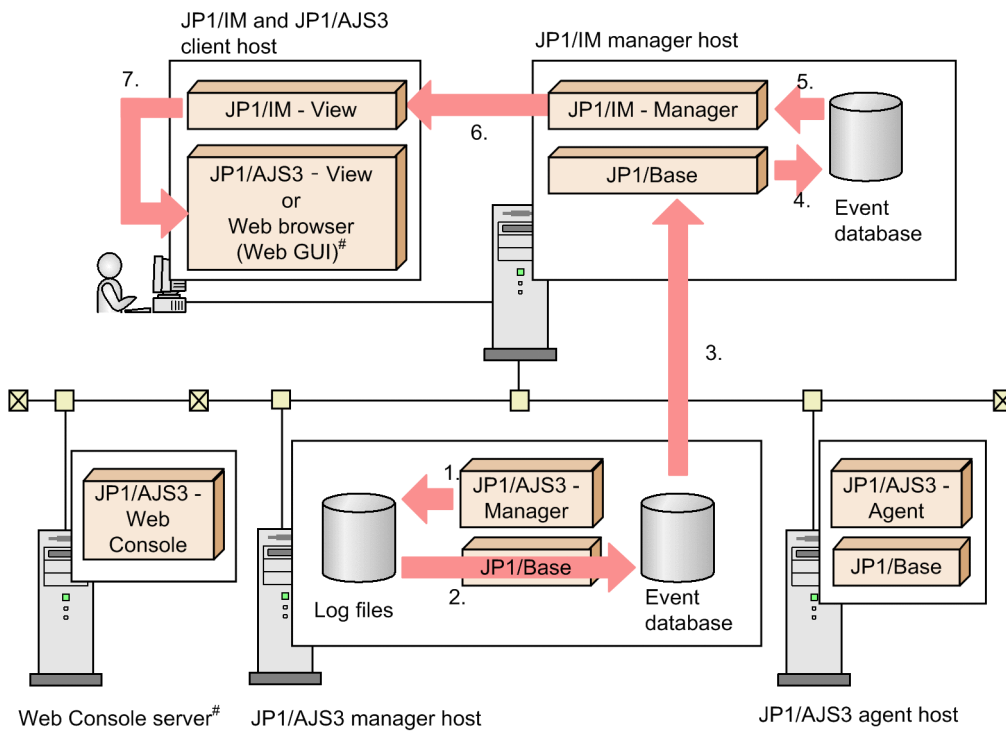 JP1/IM and JP1/AJS3
client host
JP1/IM manager host
7.
JP1/IM - View
6.
JP1/IM - Manager
5.
JP1/AJS3 - View
or
Web browser
(Web GUI)#
JP1/Base
4.
Event
database
3.
JP1/AJS3 -
Web
Console
1.
JP1/AJS3 -
Manager
JP1/Base
2.
Log files
Event
database
JP1/AJS3 -
Agent
JP1/Base
Web Console server#
JP1/AJS3 manager host
JP1/AJS3 agent host